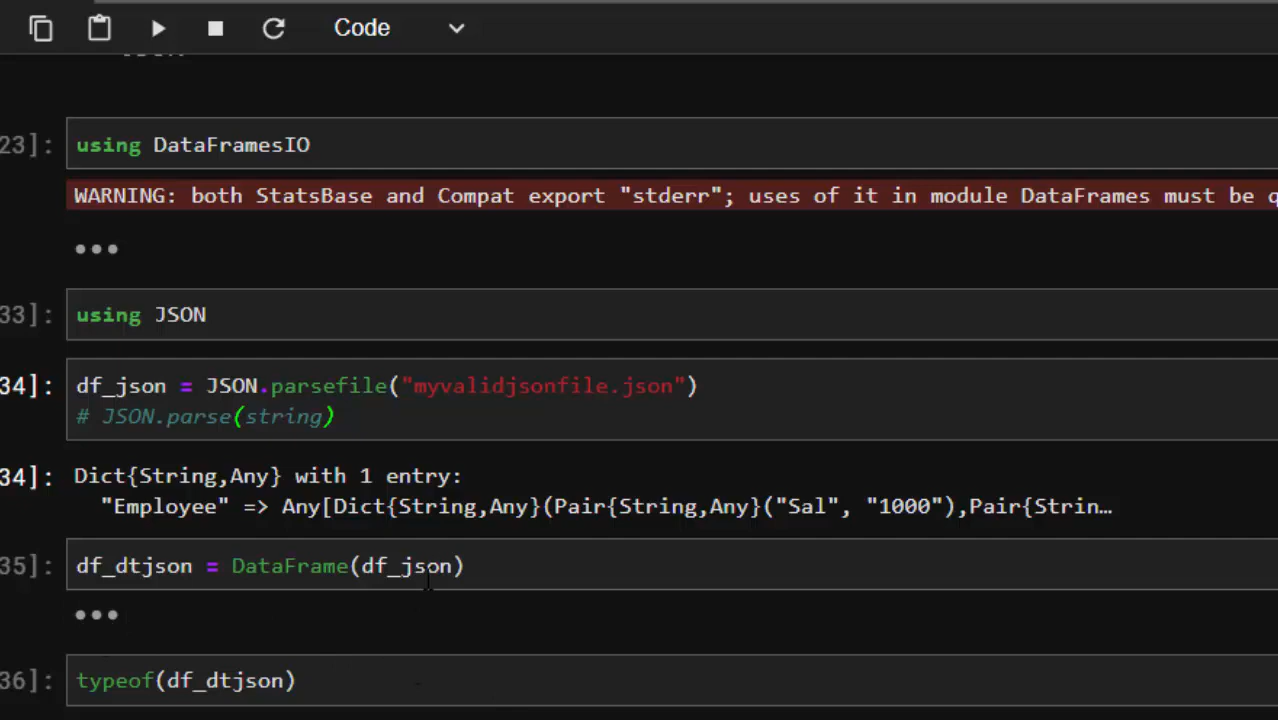 Code
23]:
using DataFramesIO
WARNING: both StatsBase and Compat export "stderr"; uses of it in module DataFrames must be
•••
33]:
using JSON
34]:
df_json = JSON.parsefile("myvalidjsonfile.json")
# JSON.parse(string)
34]:
Dict{String,Any} with 1 entry:
"Employee" => Any[Dict{String,Any}(Pair{String,Any}("Sal", "1000"),Pair{Strin…
35]:
df_dtjson = DataFrame(df_json)
•••
36]:
typeof(df_dtjson)